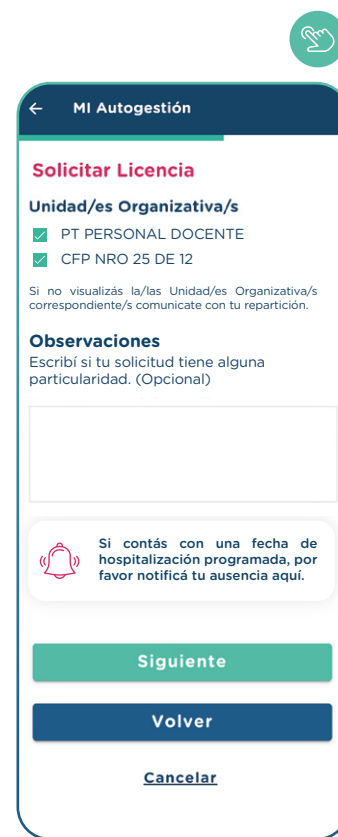 MI Autogestión
Solicitar Licencia
Unidad/es Organizativa/s
PT PERSONAL DOCENTE
CFP NRO 25 DE 12
Si no visualizás la/las Unidad/es Organizativa/s
correspondiente/s comunicate con tu repartición.
Observaciones
Escribí si tu solicitud tiene alguna
particularidad. (Opcional)
Si contás con una fecha de
hospitalización programada, por
favor notificá tu ausencia aquí.
Siguiente
Volver
Cancelar